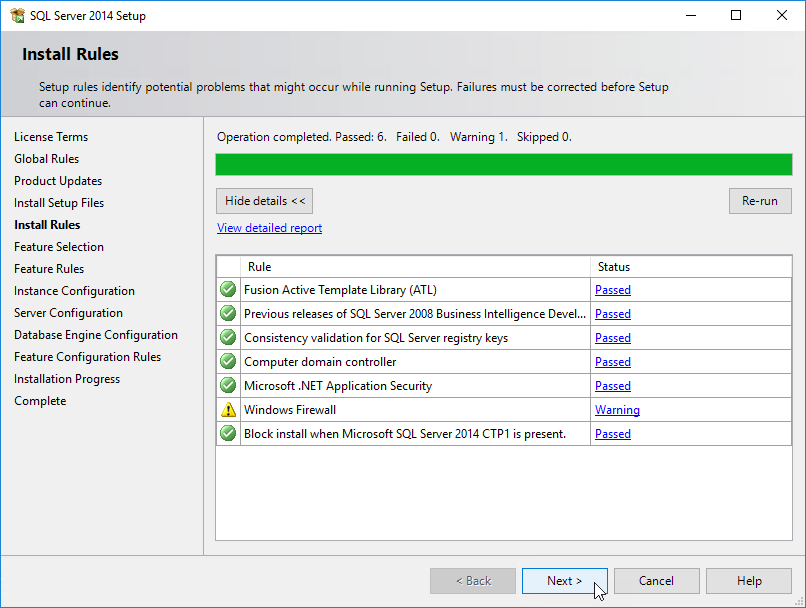 SQL Server 2014 Setup
Install Rules
Setup rules identify potential problems that might occur while running Setup. Failures must be corrected before Setup
can continue.
License Terms
Global Rules
Product Updates
Install Setup Files
Install Rules
Feature Selection
Feature Rules
Instance Configuration
Server Configuration
Database Engine Configuration
Feature Configuration Rules
Installation Progress
Complete
Operation completed. Passed: 6. Failed 0. Warning 1. Skipped 0.
Hide details << Re-run
View detailed report
Rule Status
Fusion Active Template Library (ATL) Passed
Previous releases of SQL Server 2008 Business Intelligence Devel... Passed
Consistency validation for SQL Server registry keys Passed
Computer domain controller Passed
Microsoft .NET Application Security Passed
Windows Firewall Warning
Block install when Microsoft SQL Server 2014 CTP1 is present. Passed
< Back Next > Cancel Help